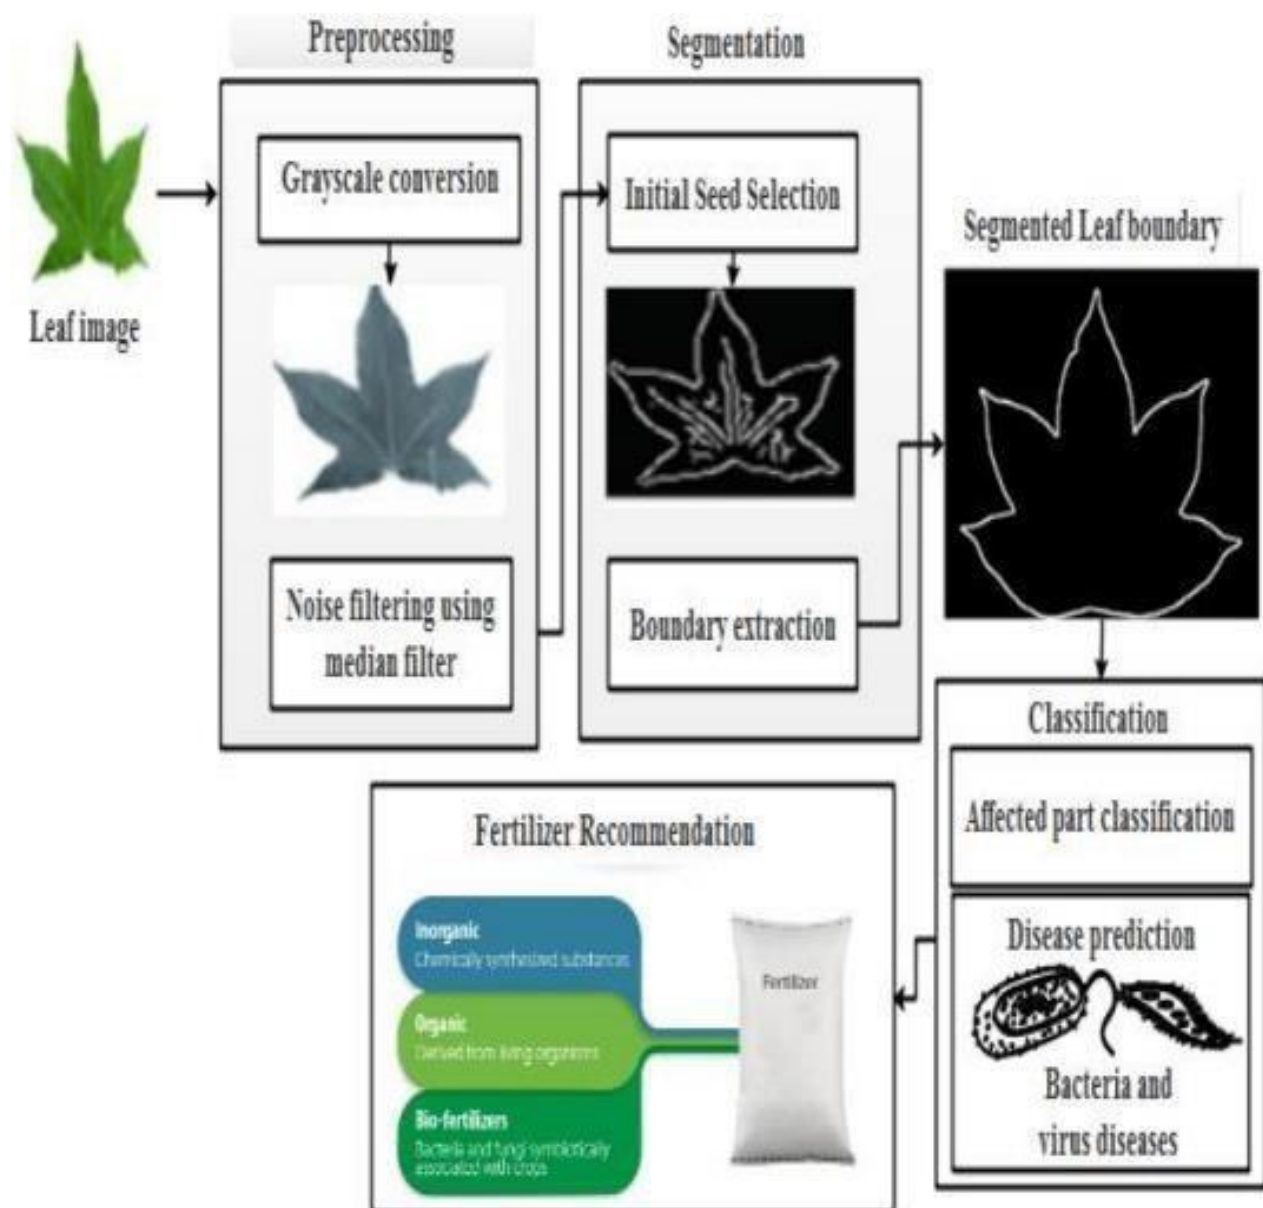 Preprocessing
Segmentation
Grayscale conversion
Initial Seed Selection
Segmented Leaf boundary
Leaf image
Noise filtering using
median filter
Boundary extraction
Classification
Affected part classification
Disease prediction
Bacteria and
virus diseases
Fertilizer Recommendation
Inorganic
Chemically synthesized substances
Organic
Derived from living organisms
Bio-fertilizers
Bacteria and fungi symbiotically
associated with crops
Fertilizer